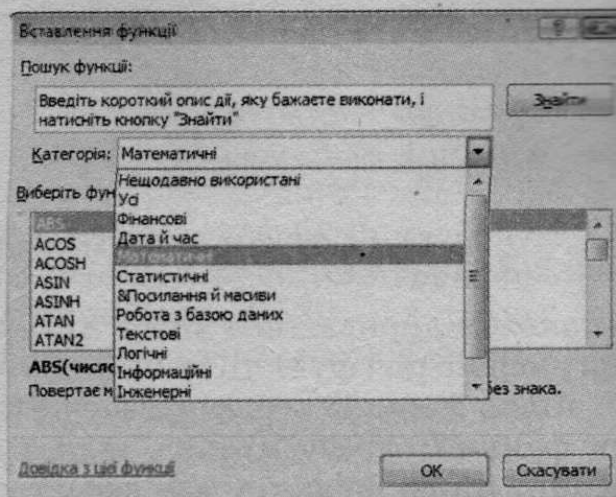 Вставлення функції
Пошук функції:
Введіть короткий опис дії, яку бажаєте виконати, і
натисніть кнопку "Знайти"
Знайти
Категорія: Математичні
Нещодавно використані
Усі
Фінансові
Дата й час
Математичні
Статистичні
&Посилання й масиви
Робота з базою даних
Текстові
Логічні
Інформаційні
Інженерні
Виберіть фун
ABS
ACOS
ACOSH
ASIN
ASINH
ATAN
ATAN2
ABS(число
Повертає м
без знака.
Довідка з цієї функції
ОК
Скасувати